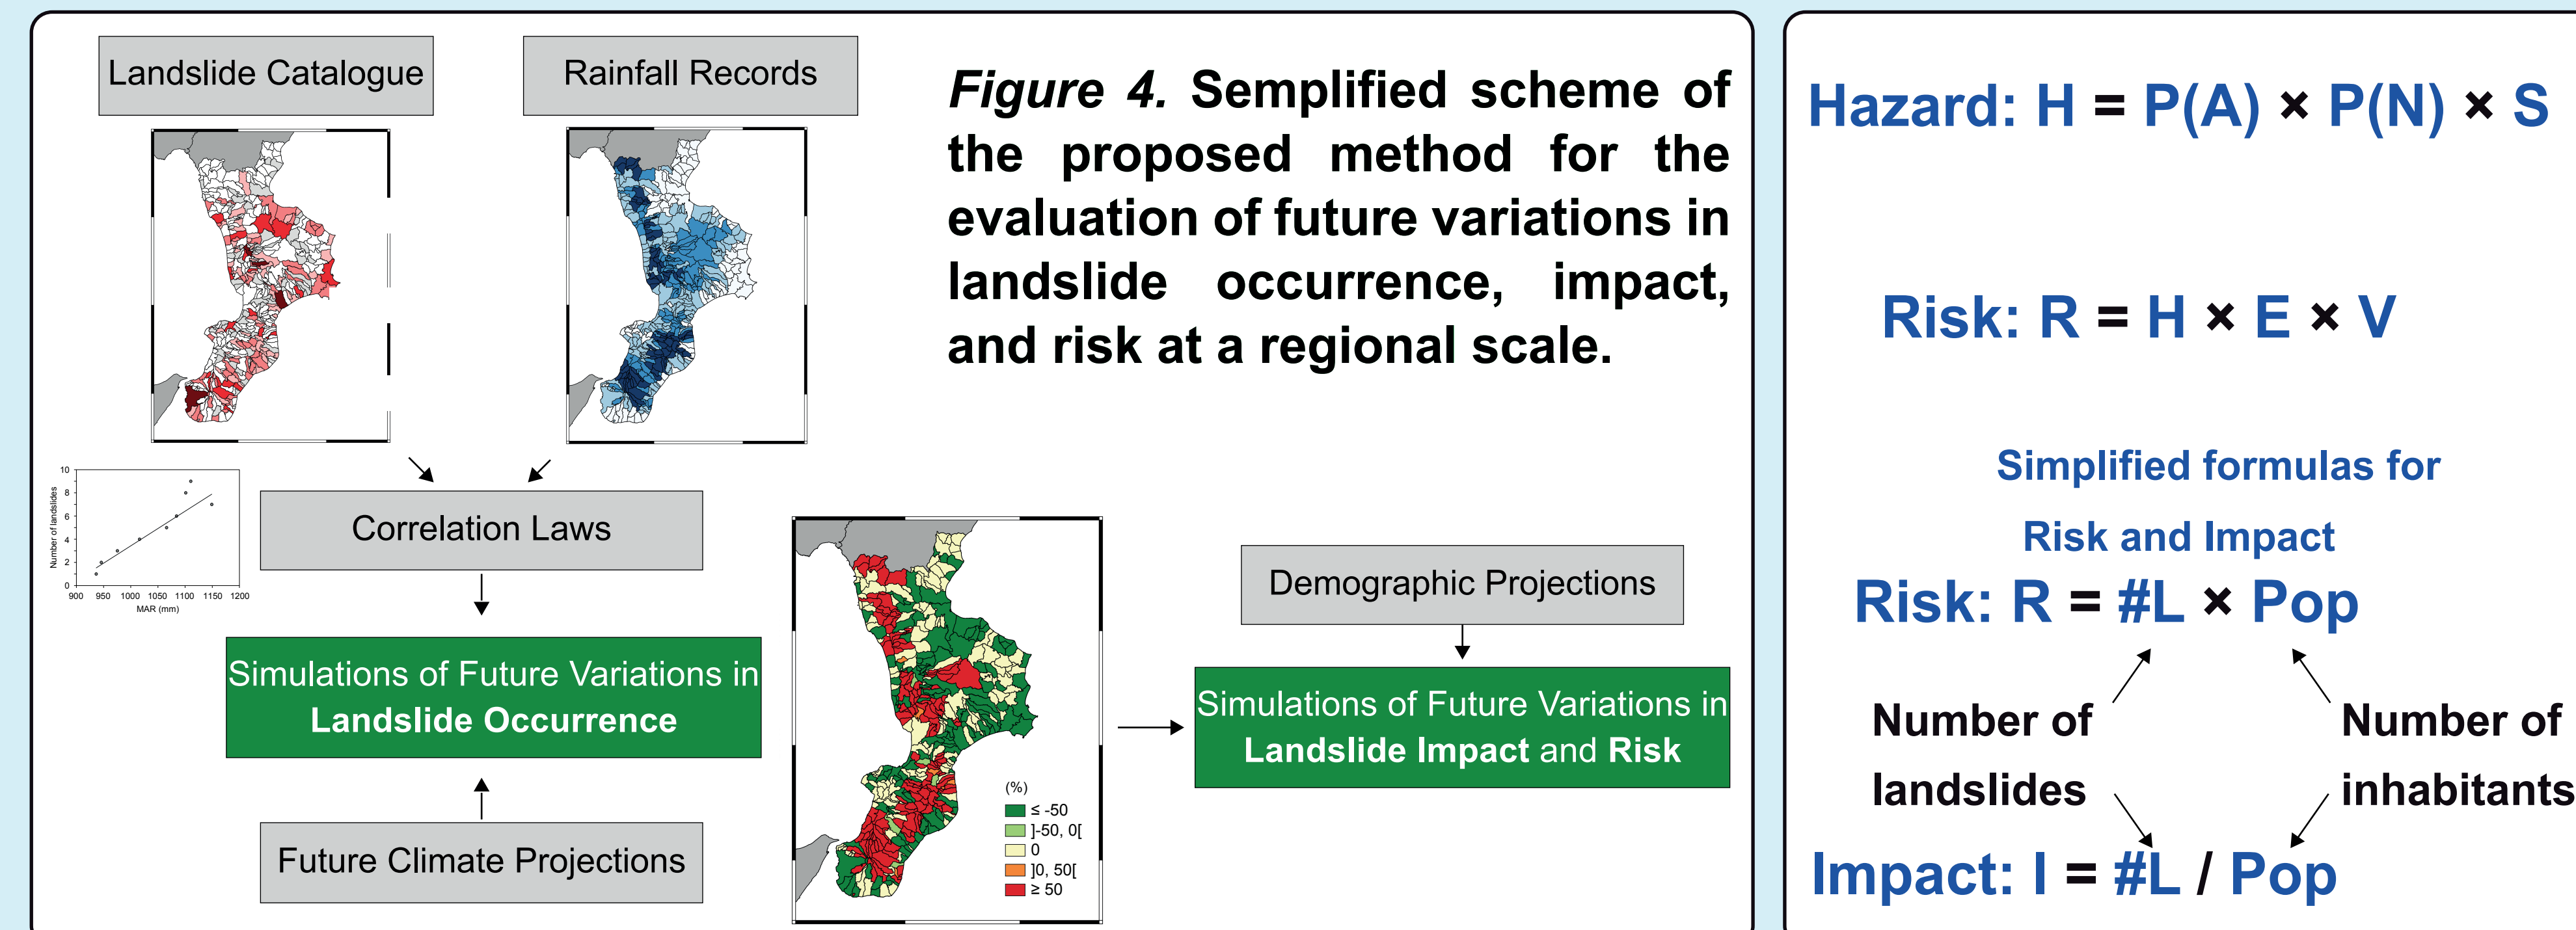 Landslide Catalogue
Rainfall Records
Figure 4. Semplified scheme of
the proposed method for the
evaluation of future variations in
landslide occurrence, impact,
and risk at a regional scale.
10
8
6
4
2
0
Number of landslides
900 950 1000 1050 1100 1150 1200
MAR (mm)
Correlation Laws
Simulations of Future Variations in
Landslide Occurrence
Future Climate Projections
(%)
≤ -50
]-50, 0[
0
]0, 50[
≥ 50
Demographic Projections
Simulations of Future Variations in
Landslide Impact and Risk
Hazard: H = P(A) × P(N) × S
Risk: R = H × E × V
Simplified formulas for
Risk and Impact
Risk: R = #L × Pop
Number of
landslides
Number of
inhabitants
Impact: I = #L / Pop